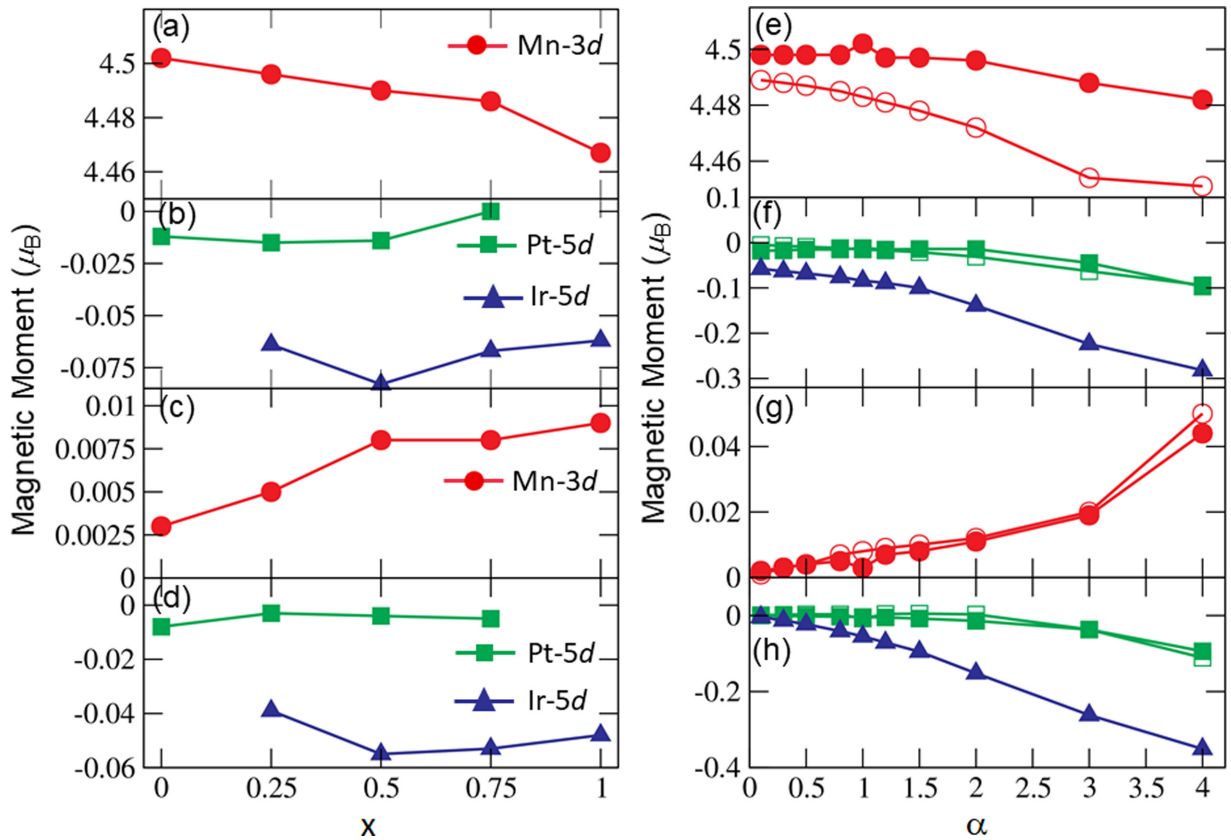 (a)
Mn-3d
4.5
4.48
4.46
(b)
0
Pt-5d
-0.025
Ir-5d
-0.05
-0.075
Magnetic Moment (μB)
(c)
0.01
0.0075
Mn-3d
0.005
0.0025
0
(d)
0
-0.02
Pt-5d
Ir-5d
-0.04
-0.06
0 0.25 0.5 0.75 1
x
(e)
4.5
4.48
4.46
0.1
(f)
0
-0.1
-0.2
-0.3
Magnetic Moment (μB)
(g)
0.04
0.02
0
0
(h)
-0.2
-0.4
0 0.5 1 1.5 2 2.5 3 3.5 4
α